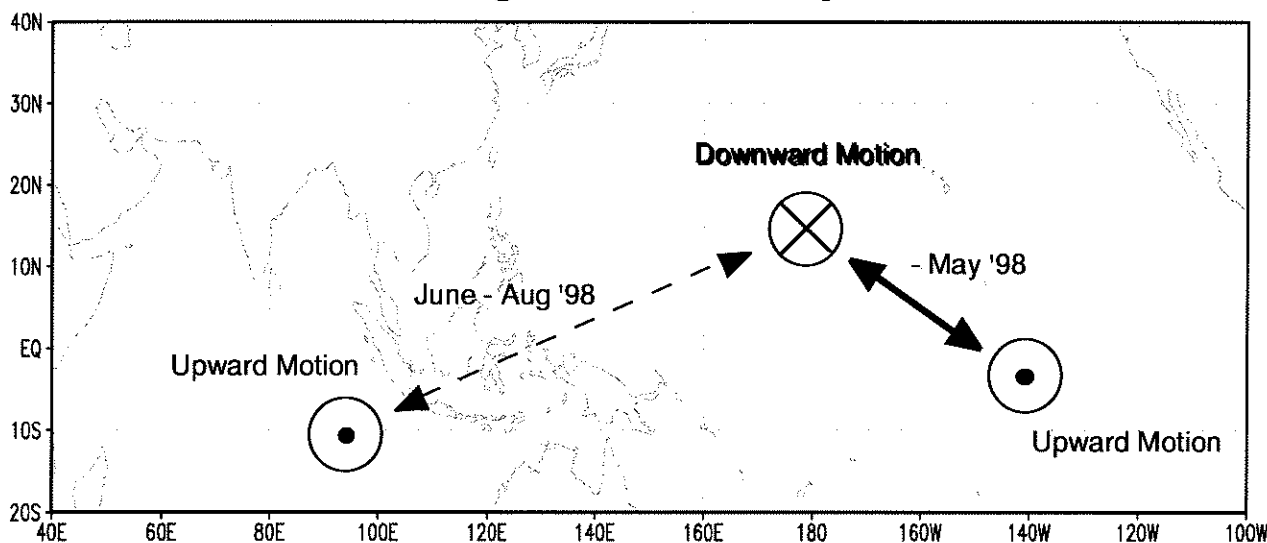 40N
30N
20N
10N
EQ
10S
20S
Downward Motion
- May '98
June - Aug '98
Upward Motion
Upward Motion
40E 60E 80E 100E 120E 140E 160E 180 160W 140W 120W 100W